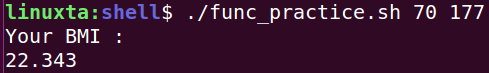 linuxta:shell$ ./func_practice.sh 70 177
Your BMI :
22.343